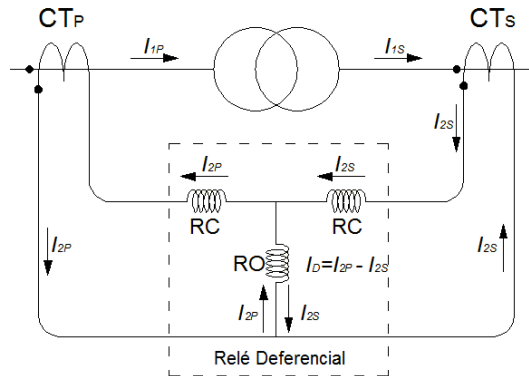 CTP CTS
I1P I1S
I2S
I2P I2S
RC RC
I2P RO ID=I2P - I2S I2S
I2P I2S
Relé Deferencial